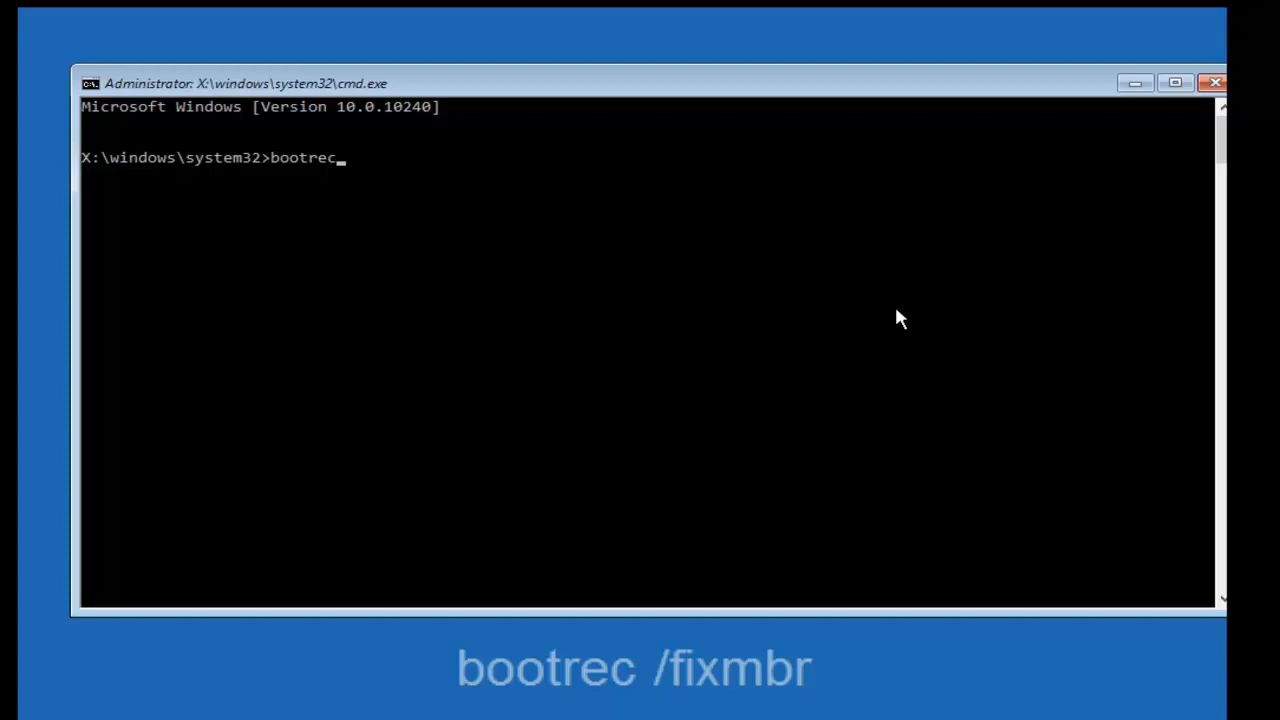 Administrator: X:\windows\system32\cmd.exe
Microsoft Windows [Version 10.0.10240]
X:\windows\system32>bootrec_
bootrec /fixmbr